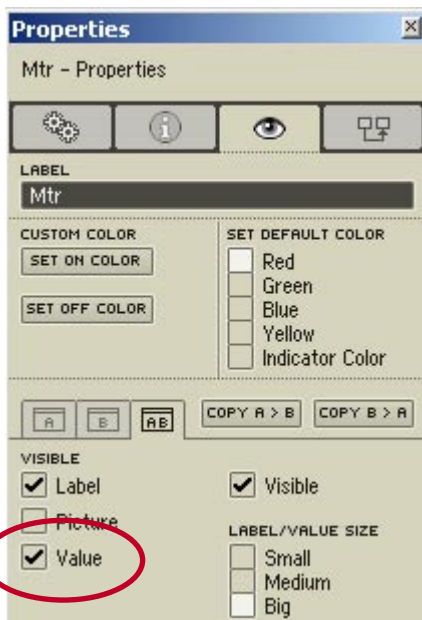 Properties
Mtr - Properties
LABEL
Mtr
CUSTOM COLOR
SET ON COLOR
SET OFF COLOR
SET DEFAULT COLOR
Red
Green
Blue
Yellow
Indicator Color
A
B
AB
COPY A > B
COPY B > A
VISIBLE
Label
Picture
Value
Visible
LABEL/VALUE SIZE
Small
Medium
Big